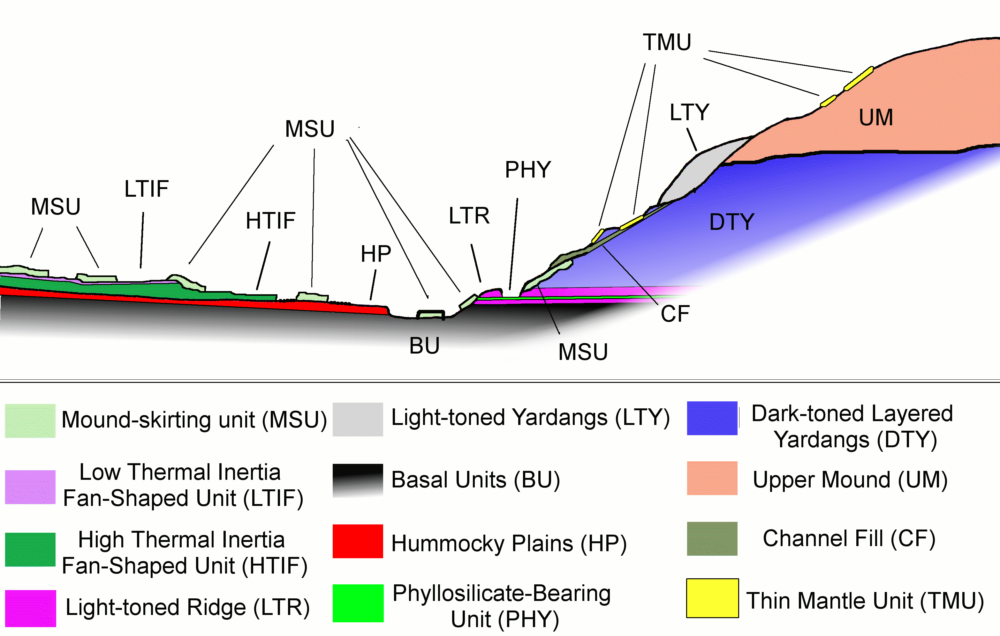 TMU
LTY
UM
MSU
PHY
LTIF
MSU
LTR
HTIF
DTY
HP
CF
BU
MSU
Mound-skirting unit (MSU)
Low Thermal Inertia
Fan-Shaped Unit (LTIF)
High Thermal Inertia
Fan-Shaped Unit (HTIF)
Light-toned Ridge (LTR)
Light-toned Yardangs (LTY)
Basal Units (BU)
Hummocky Plains (HP)
Phyllosilicate-Bearing
Unit (PHY)
Dark-toned Layered
Yardangs (DTY)
Upper Mound (UM)
Channel Fill (CF)
Thin Mantle Unit (TMU)